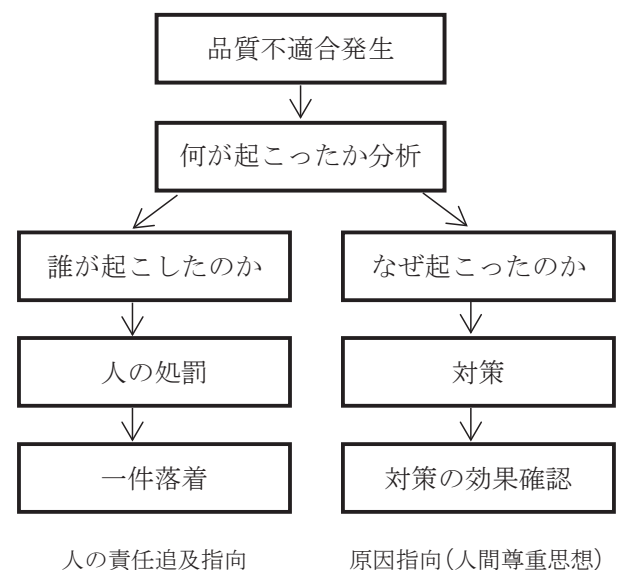 品質不適合発生
何が起こったか分析
誰が起こしたのか
なぜ起こったのか
人の処罰
対策
一件落着
対策の効果確認
人の責任追及指向
原因指向(人間尊重思想)